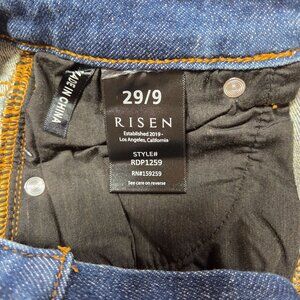 MADE IN CHINA
29/9
RISEN
Established 2019 -
Los Angeles, California
STYLE#
RDP1259
RN#159259
See care on reverse